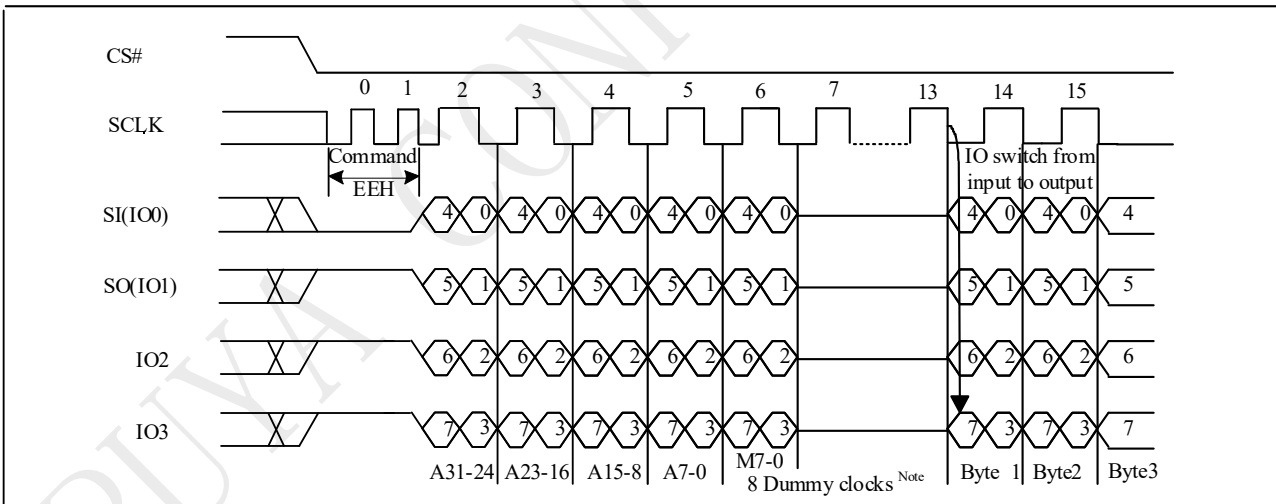 CS#
0 1 2 3 4 5 6 7 13 14 15
SCLK
Command
EEH
IO switch from
input to output
SI(IO0) 4 0 4 0 4 0 4 0 4 0 4 0 4 0 4
SO(IO1) 5 1 5 1 5 1 5 1 5 1 5 1 5 1 5
IO2 6 2 6 2 6 2 6 2 6 2 6 2 6 2 6
IO3 7 3 7 3 7 3 7 3 7 3 7 3 7 3 7
A31-24 A23-16 A15-8 A7-0 M7-0 Byte 1 Byte2 Byte3
8 Dummy clocks Note
PUYA CONF